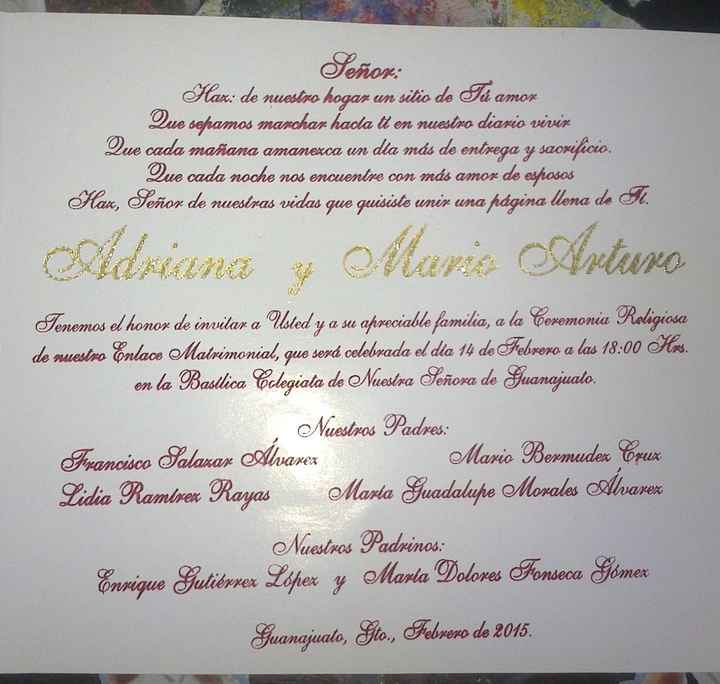 Señor:
Haz: de nuestro hogar un sitio de Tú amor
Que sepamos marchar hacía tí en nuestro diario vivir
Que cada mañana amanezca un día más de entrega y sacrificio.
Que cada noche nos encuentre con más amor de esposos
Haz, Señor de nuestras vidas que quisiste unir una página llena de Tí.
Adriana y Mario Arturo
Tenemos el honor de invitar a Usted y a su apreciable familia, a la Ceremonia Religiosa
de nuestro Enlace Matrimonial, que será celebrada el día 14 de Febrero a las 18:00 Hrs.
en la Basílica Colegiata de Nuestra Señora de Guanajuato.
Nuestros Padres:
Francisco Salazar Álvarez Mario Bermudez Cruz
Lidia Ramírez Rayas María Guadalupe Morales Álvarez
Nuestros Padrinos:
Enrique Gutiérrez López y María Dolores Fonseca Gómez
Guanajuato, Gto., Febrero de 2015.